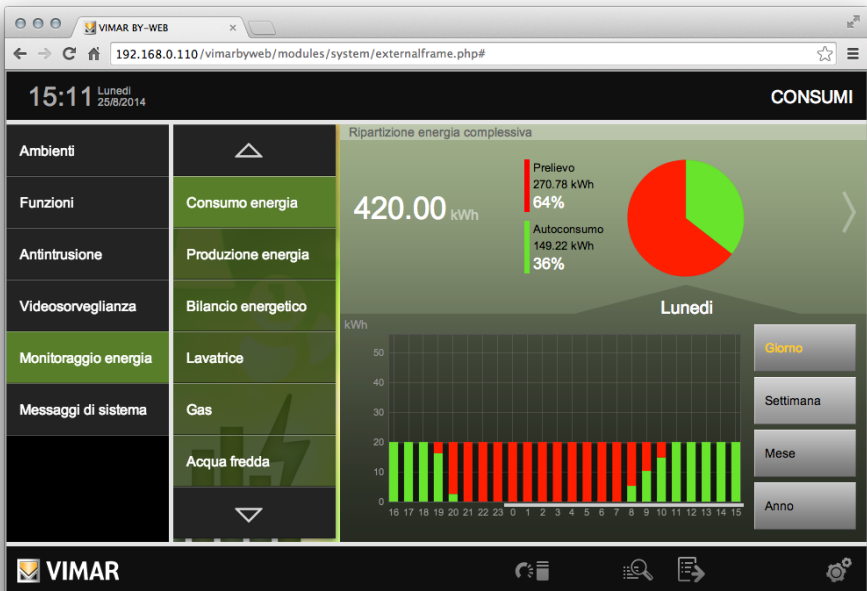 VIMAR BY-WEB
192.168.0.110/vimarbyweb/modules/system/externalframe.php#
15:11 Lunedi
25/8/2014
CONSUMI
Ambienti
Funzioni
Antintrusione
Videosorveglianza
Monitoraggio energia
Messaggi di sistema
Consumo energia
Produzione energia
Bilancio energetico
Lavatrice
Gas
Acqua fredda
Ripartizione energia complessiva
420.00 kWh
Prelievo
270.78 kWh
64%
Autoconsumo
149.22 kWh
36%
Lunedi
kWh
50
40
30
20
10
0
16 17 18 19 20 21 22 23 0 1 2 3 4 5 6 7 8 9 10 11 12 13 14 15
Giorno
Settimana
Mese
Anno
VIMAR